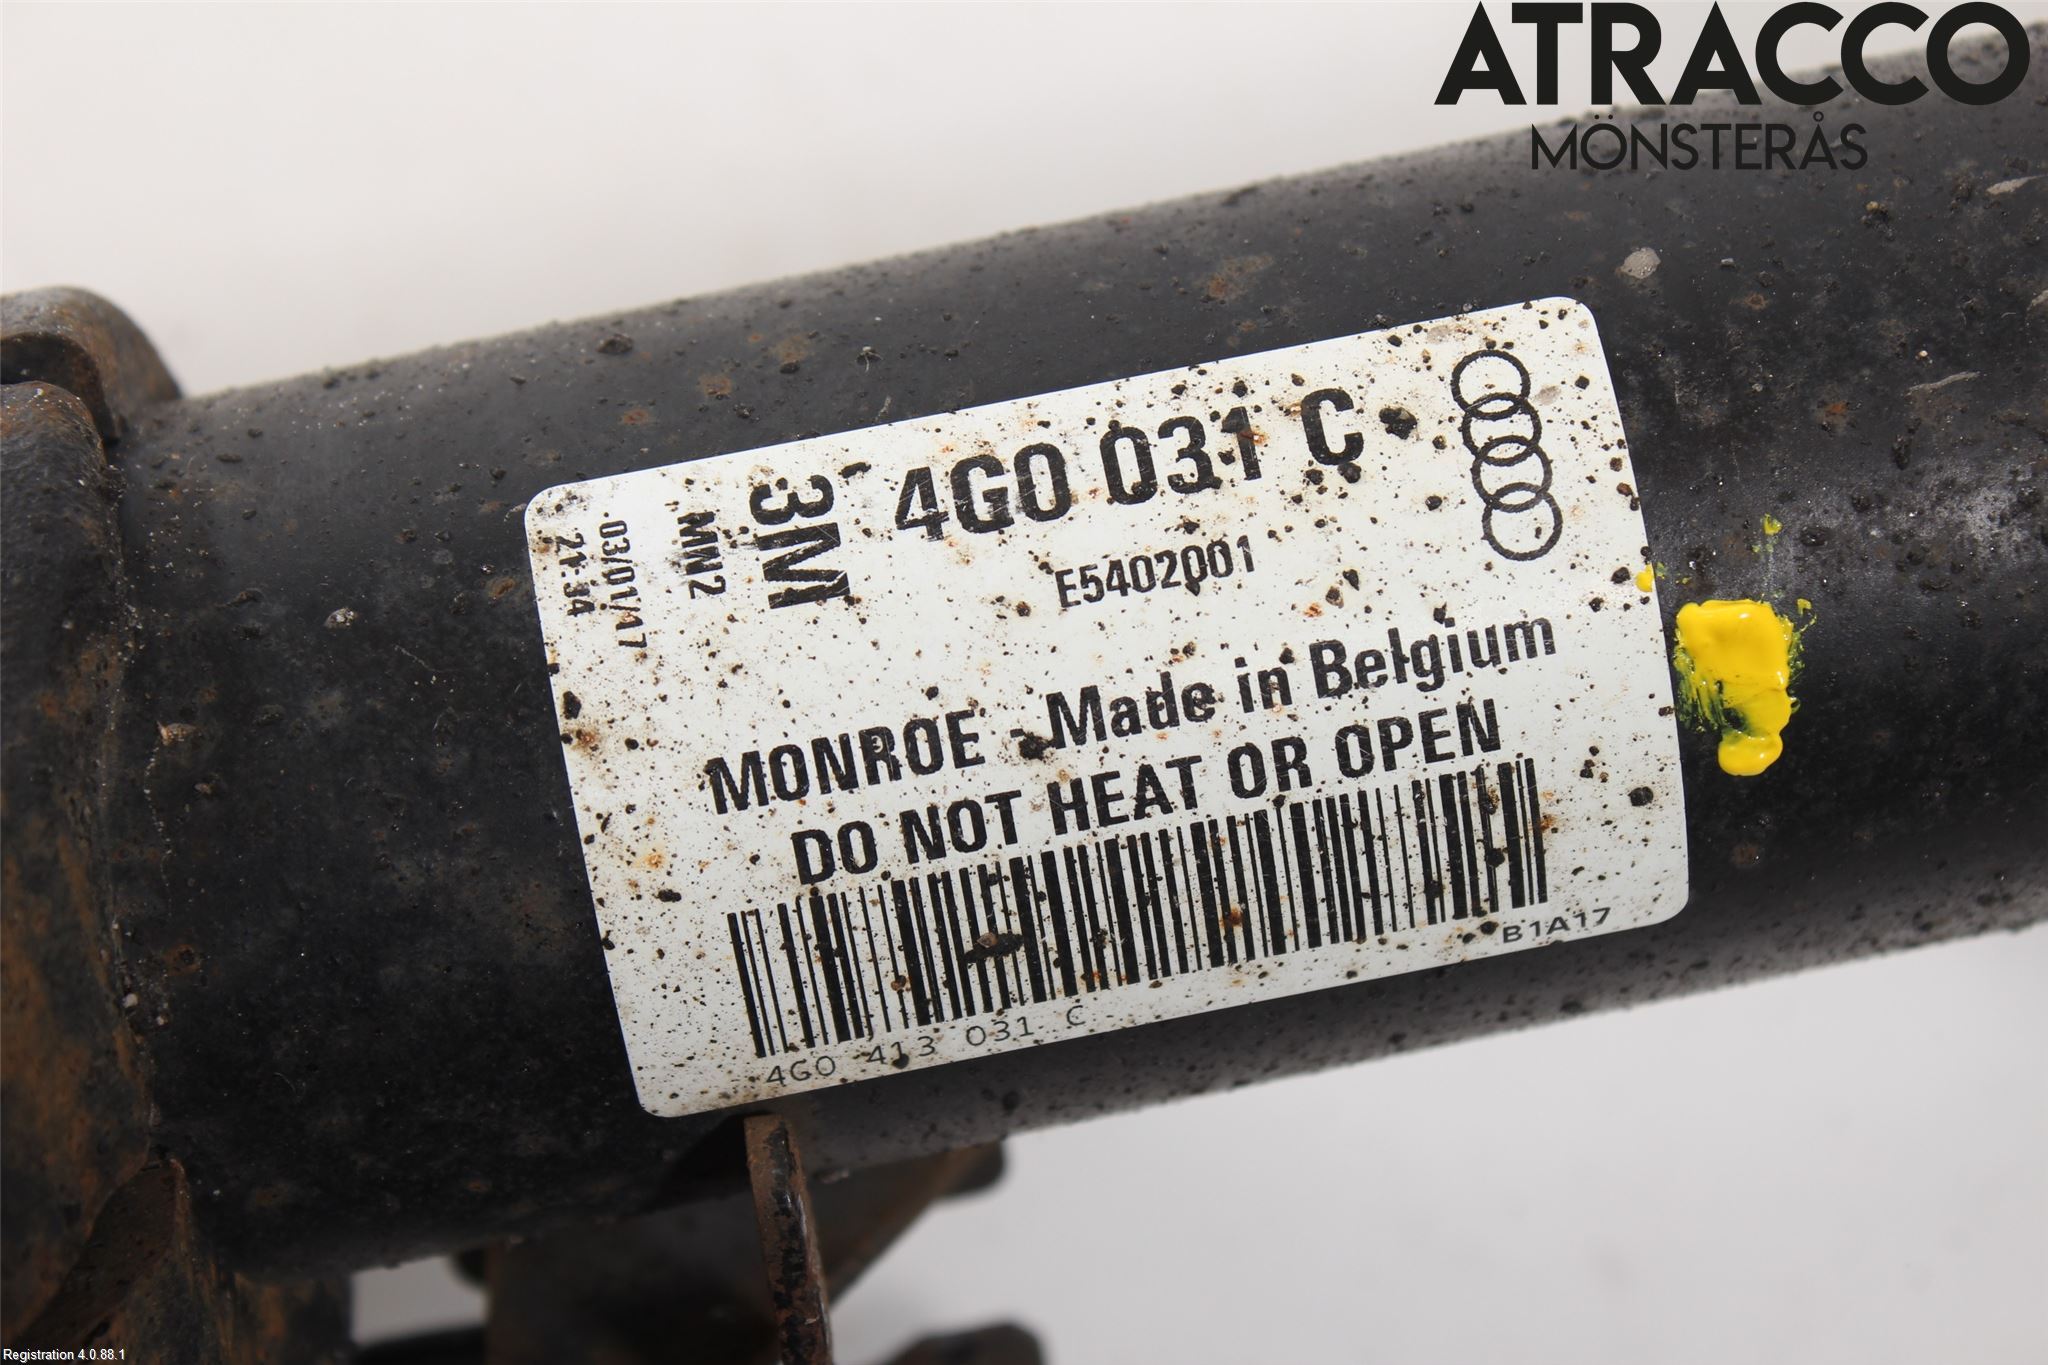 ATRACCO
MÖNSTERÅS
4G0 031 C
3M
MW2
03/01/17
21:34
E5402001
MONROE - Made in Belgium
DO NOT HEAT OR OPEN
B1A17
4G0 413 031 C
Registration 4.0.88.1